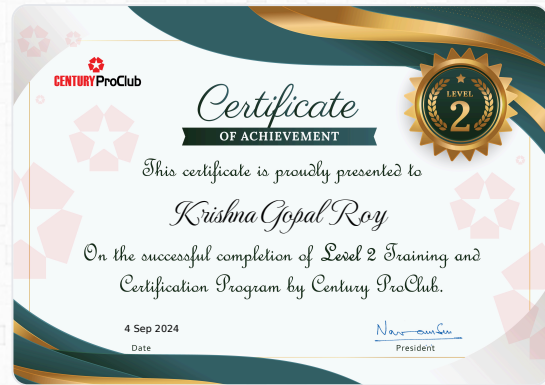 CENTURY ProClub
LEVEL
2
Certificate
OF ACHIEVEMENT
This certificate is proudly presented to
Krishna Gopal Roy
On the successful completion of Level 2 Training and
Certification Program by Century ProClub.
4 Sep 2024
Date
President